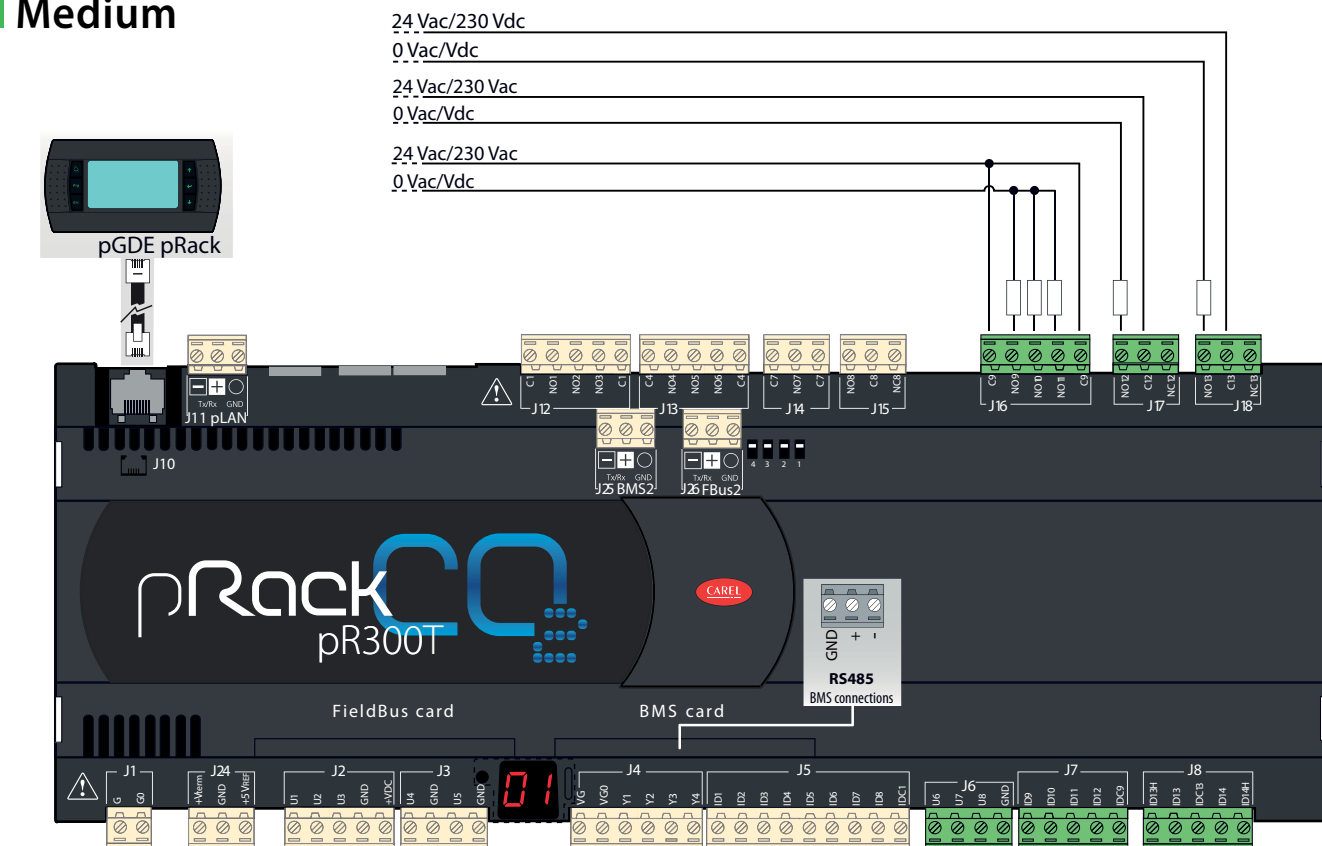 Medium
24 Vac/230 Vdc
0 Vac/Vdc
24 Vac/230 Vac
0 Vac/Vdc
24 Vac/230 Vac
0 Vac/Vdc
pGDE pRack
C1 NO1 NO2 NO3 C1
J12
C4 NO4 NO5 NO6 C4
J13
C7 NO7 C7
J14
NO8 C8 NC8
J15
C9 NO9 NO10 NO11 C9
J16
NO12 C12 NC12
J17
NO13 C13 NC13
J18
Tx/Rx GND
J11 pLAN
J10
Tx/Rx GND
J25 BMS2
Tx/Rx GND
J26 FBus2
4 3 2 1
pRack CO2
pR300T
CAREL
GND + -
RS485
BMS connections
FieldBus card
BMS card
01
J1
G G0
J24
+Vterm GND +5 VREF
J2
U1 U2 U3 GND +VDC
J3
U4 GND U5 GND
J4
VG VG0 Y1 Y2 Y3 Y4
J5
ID1 ID2 ID3 ID4 ID5 ID6 ID7 ID8 IDC1
J6
U6 U7 U8 GND
J7
ID9 ID10 ID11 ID12 IDC9
J8
ID13H ID13 IDC13 ID14 ID14H